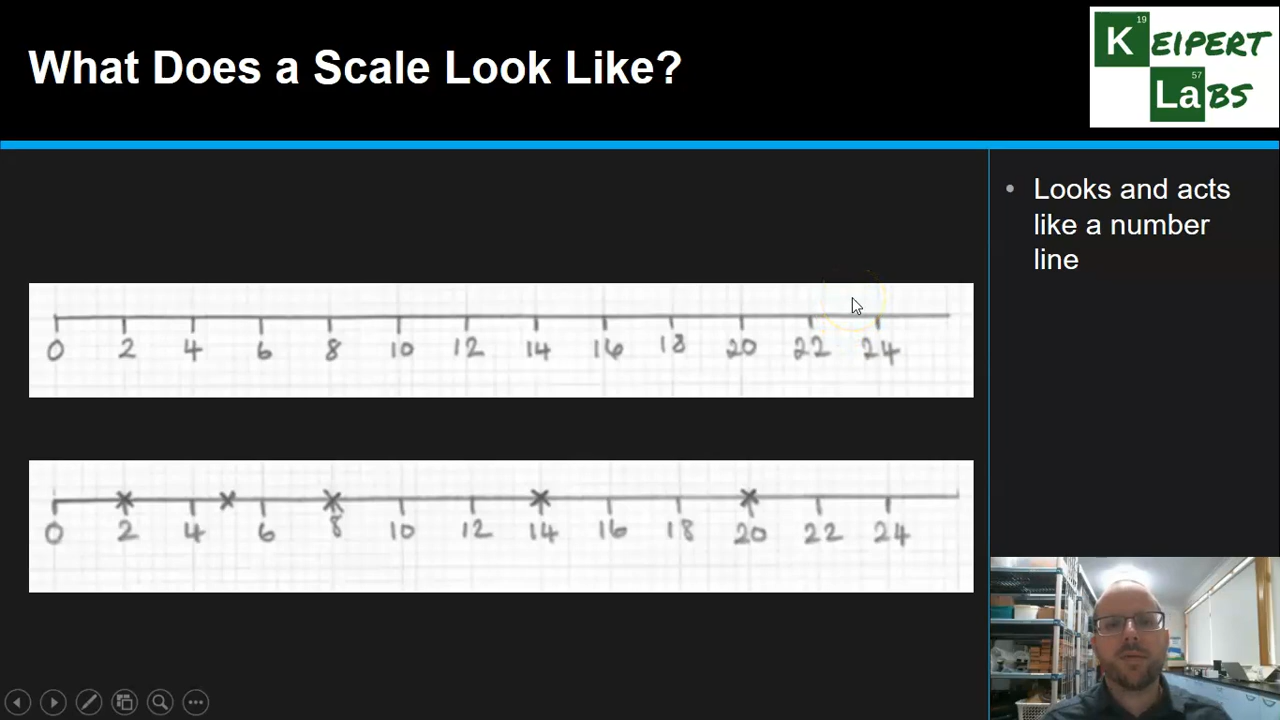 What Does a Scale Look Like?
19
KEIPERT
57
LaBS
• Looks and acts
like a number
line
0 2 4 6 8 10 12 14 16 18 20 22 24
0 2 4 6 8 10 12 14 16 18 20 22 24